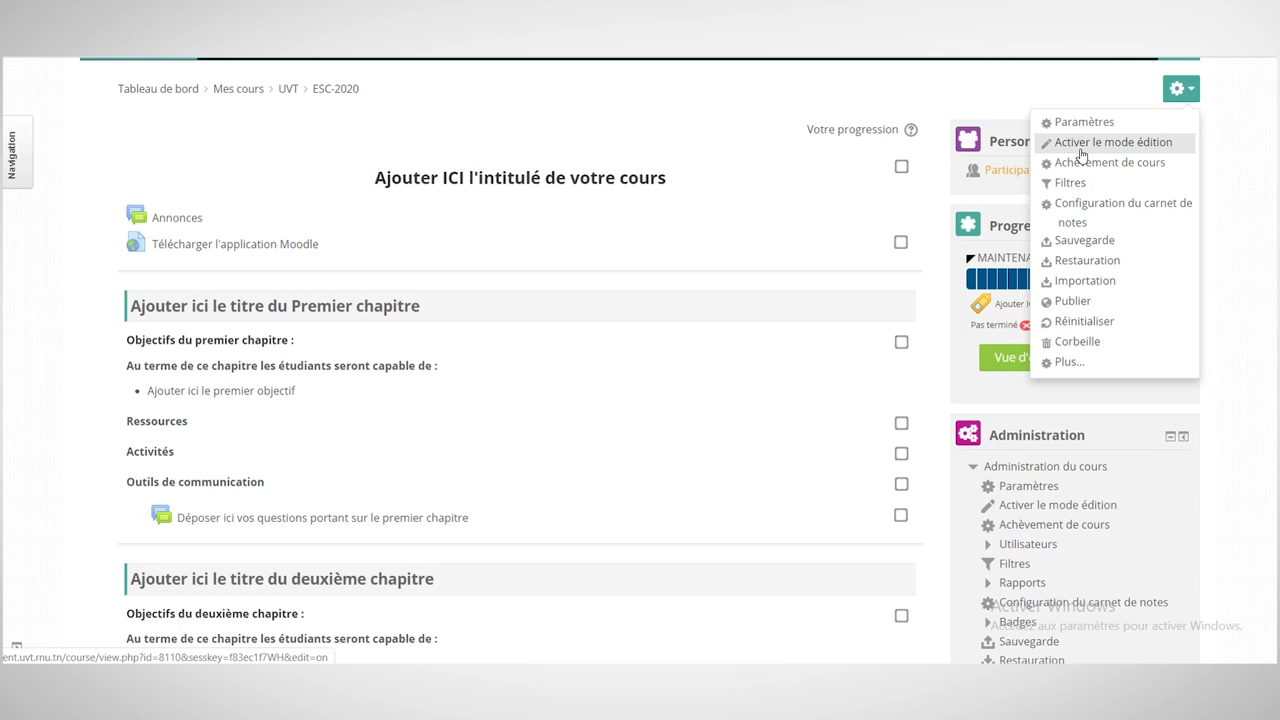 Tableau de bord > Mes cours > UVT > ESC-2020
Navigation
Votre progression
Ajouter ICI l'intitulé de votre cours
Annonces
Télécharger l'application Moodle
Ajouter ici le titre du Premier chapitre
Objectifs du premier chapitre :
Au terme de ce chapitre les étudiants seront capable de :
• Ajouter ici le premier objectif
Ressources
Activités
Outils de communication
Déposer ici vos questions portant sur le premier chapitre
Ajouter ici le titre du deuxième chapitre
Objectifs du deuxième chapitre :
Au terme de ce chapitre les étudiants seront capable de :
ent.uvt.rnu.tn/course/view.php?id=8110&sesskey=f83ec1f7WH&edit=on
Paramètres
Activer le mode édition
Achèvement de cours
Filtres
Configuration du carnet de
notes
Sauvegarde
Restauration
Importation
Publier
Réinitialiser
Corbeille
Plus...
Person
Participa
Progre
MAINTENA
Ajouter I
Pas terminé
Vue d'e
Administration
Administration du cours
Paramètres
Activer le mode édition
Achèvement de cours
Utilisateurs
Filtres
Rapports
Configuration du carnet de notes
Badges
Sauvegarde
Restauration
Activer Windows
Accédez aux paramètres pour activer Windows.